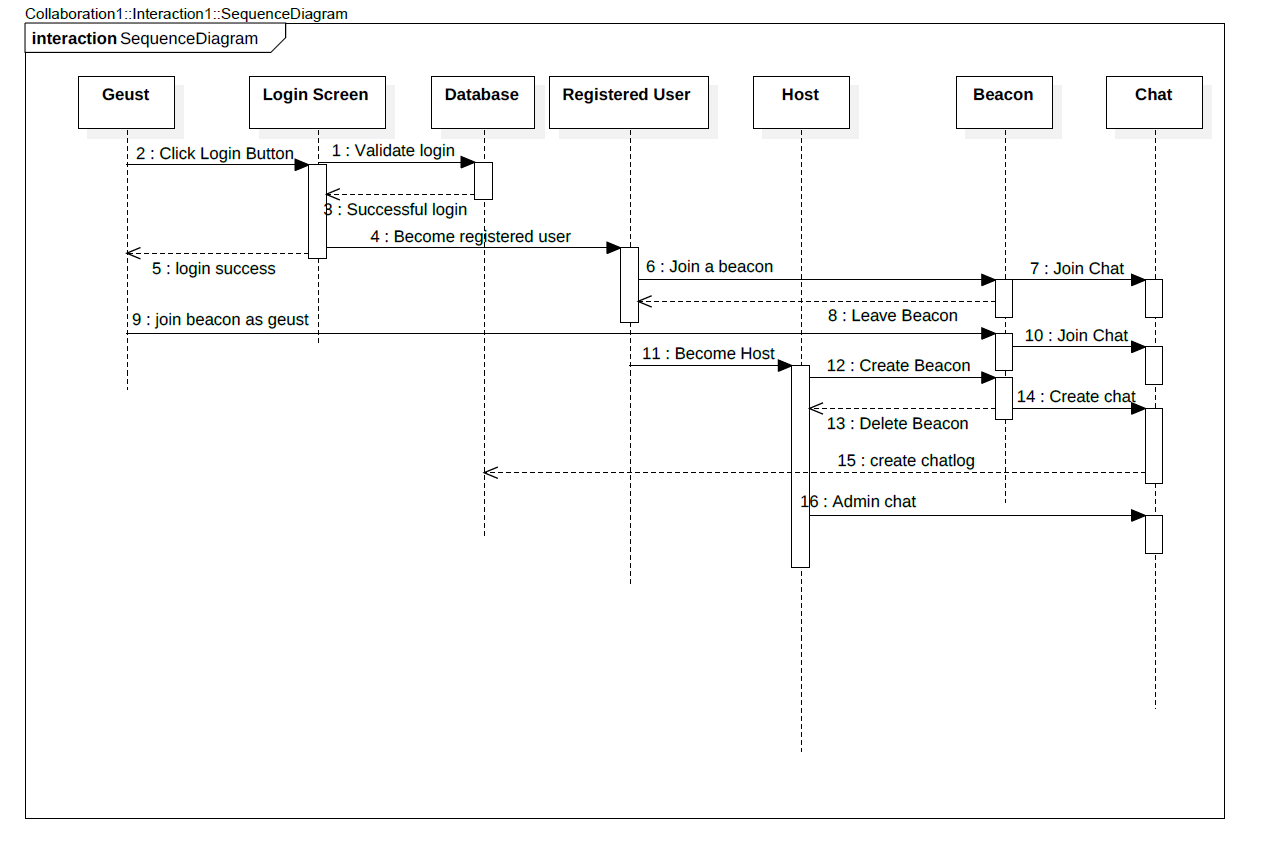 Collaboration1::Interaction1::SequenceDiagram
interaction SequenceDiagram
Geust
Login Screen
Database
Registered User
Host
Beacon
Chat
2 : Click Login Button
1 : Validate login
3 : Successful login
4 : Become registered user
5 : login success
6 : Join a beacon
7 : Join Chat
8 : Leave Beacon
9 : join beacon as geust
10 : Join Chat
11 : Become Host
12 : Create Beacon
14 : Create chat
13 : Delete Beacon
15 : create chatlog
16 : Admin chat